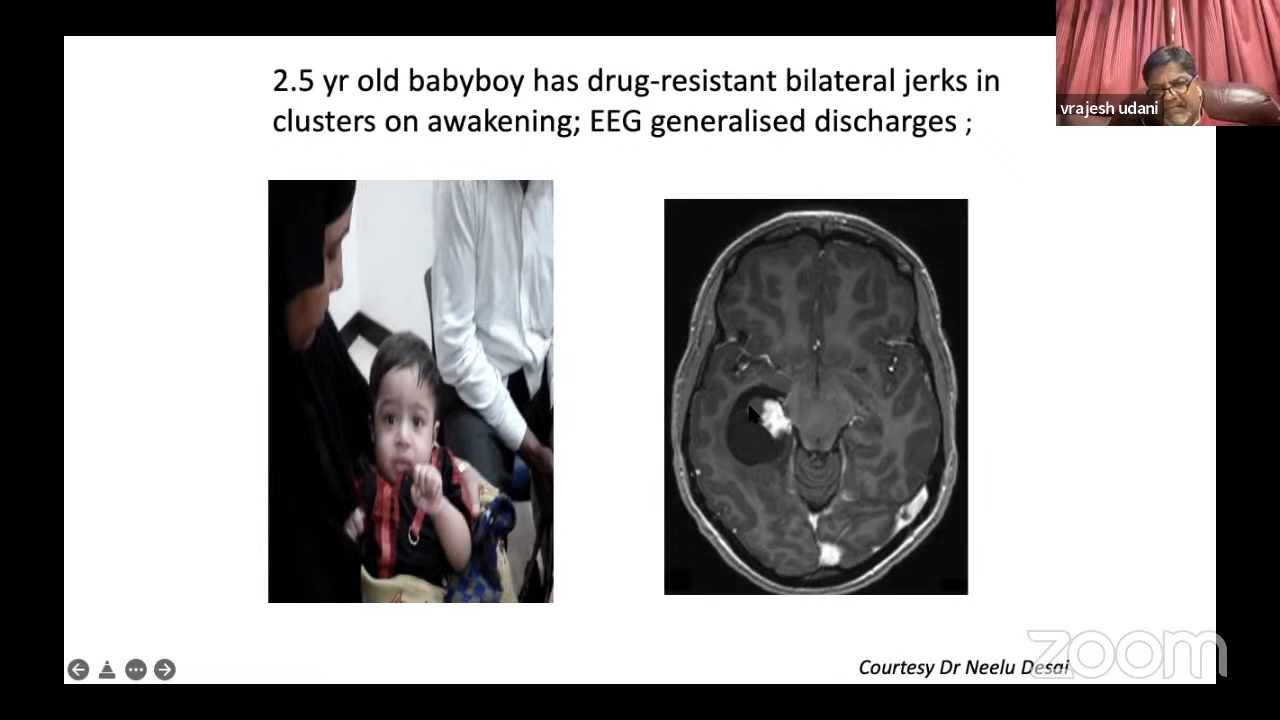 2.5 yr old babyboy has drug-resistant bilateral jerks in
clusters on awakening; EEG generalised discharges ;
vrajesh udani
Courtesy Dr Neelu Desai
zoom